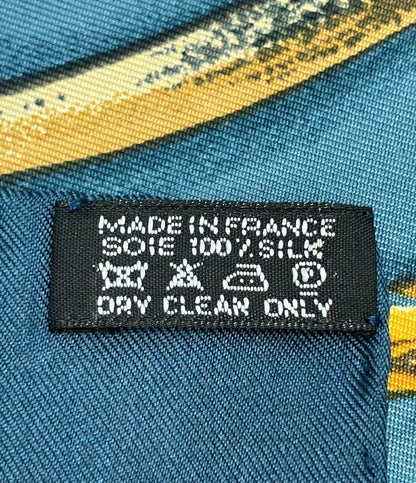 MADE IN FRANCE
SOIE 100% SILK
P
DRY CLEAN ONLY